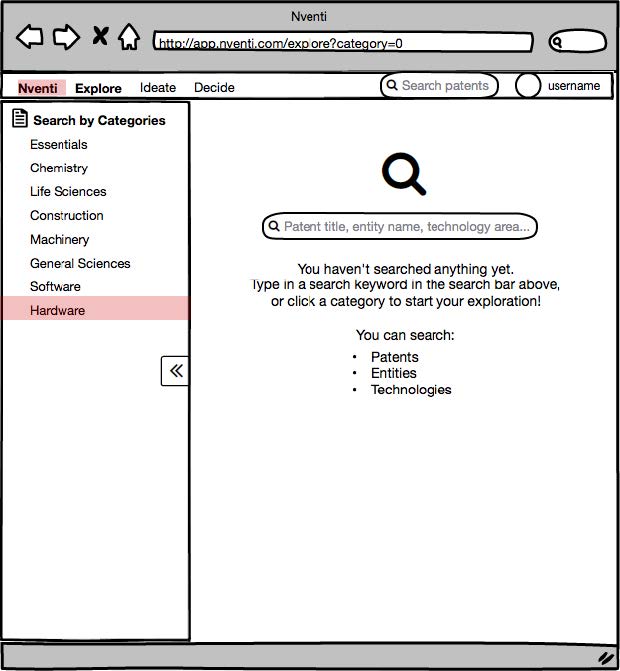 Nventi
http://app.nventi.com/explore?category=0
Nventi Explore Ideate Decide Search patents username
Search by Categories
Essentials
Chemistry
Life Sciences
Construction
Machinery
General Sciences
Software
Hardware
Patent title, entity name, technology area...
You haven't searched anything yet.
Type in a search keyword in the search bar above,
or click a category to start your exploration!
You can search:
• Patents
• Entities
• Technologies